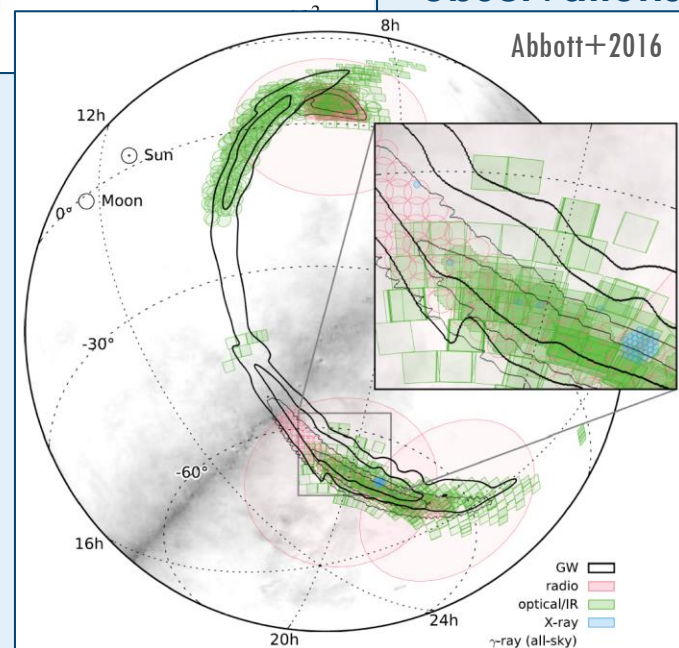 observations
Abbott+2016
8h
12h
Sun
Moon
0°
-30°
-60°
16h
20h
24h
GW
radio
optical/IR
X-ray
γ-ray (all-sky)